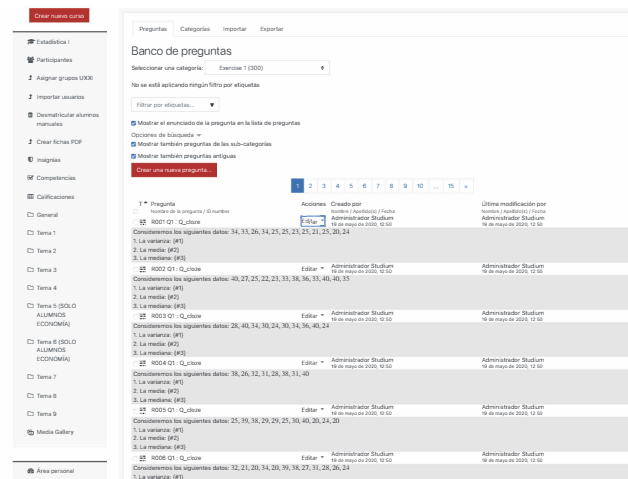 Crear nuevo curso
Estadística I
Participantes
Asignar grupos UXXI
Importar usuarios
Desmatricular alumnos
manuales
Crear fichas PDF
Insignias
Competencias
Calificaciones
General
Tema 1
Tema 2
Tema 3
Tema 4
Tema 5 (SOLO
ALUMNOS
ECONOMÍA)
Tema 6 (SOLO
ALUMNOS
ECONOMÍA)
Tema 7
Tema 8
Tema 9
Media Gallery
Área personal
Preguntas Categorías Importar Exportar
Banco de preguntas
Seleccionar una categoría: Exercise 1 (300)
No se está aplicando ningún filtro por etiquetas
Filtrar por etiquetas...
Mostrar el enunciado de la pregunta en la lista de preguntas
Opciones de búsqueda
Mostrar también preguntas de las sub-categorías
Mostrar también preguntas antiguas
Crear una nueva pregunta...
1 2 3 4 5 6 7 8 9 10 ... 15 »
T Pregunta Acciones Creado por Última modificación por
Nombre de la pregunta / ID number Nombre / Apellido(s) / Fecha Nombre / Apellido(s) / Fecha
R001 Q1 : Q_cloze Editar Administrador Studium Administrador Studium
19 de mayo de 2020, 12:50 19 de mayo de 2020, 12:50
Consideremos los siguientes datos: 34, 33, 26, 34, 25, 25, 23, 25, 21, 25, 20, 24
1. La varianza: {#1}
2. La media: {#2}
3. La mediana: {#3}
R002 Q1 : Q_cloze Editar Administrador Studium Administrador Studium
19 de mayo de 2020, 12:50 19 de mayo de 2020, 12:50
Consideremos los siguientes datos: 40, 27, 25, 22, 23, 33, 38, 36, 33, 40, 40, 35
1. La varianza: {#1}
2. La media: {#2}
3. La mediana: {#3}
R003 Q1 : Q_cloze Editar Administrador Studium Administrador Studium
19 de mayo de 2020, 12:50 19 de mayo de 2020, 12:50
Consideremos los siguientes datos: 28, 40, 34, 30, 24, 30, 34, 36, 40, 24
1. La varianza: {#1}
2. La media: {#2}
3. La mediana: {#3}
R004 Q1 : Q_cloze Editar Administrador Studium Administrador Studium
19 de mayo de 2020, 12:50 19 de mayo de 2020, 12:50
Consideremos los siguientes datos: 38, 26, 32, 31, 28, 38, 31, 40
1. La varianza: {#1}
2. La media: {#2}
3. La mediana: {#3}
R005 Q1 : Q_cloze Editar Administrador Studium Administrador Studium
19 de mayo de 2020, 12:50 19 de mayo de 2020, 12:50
Consideremos los siguientes datos: 25, 39, 38, 29, 29, 25, 30, 40, 20, 24, 20
1. La varianza: {#1}
2. La media: {#2}
3. La mediana: {#3}
R006 Q1 : Q_cloze Editar Administrador Studium Administrador Studium
19 de mayo de 2020, 12:50 19 de mayo de 2020, 12:50
Consideremos los siguientes datos: 32, 21, 20, 34, 20, 39, 38, 27, 31, 28, 26, 24
1. La varianza: {#1}